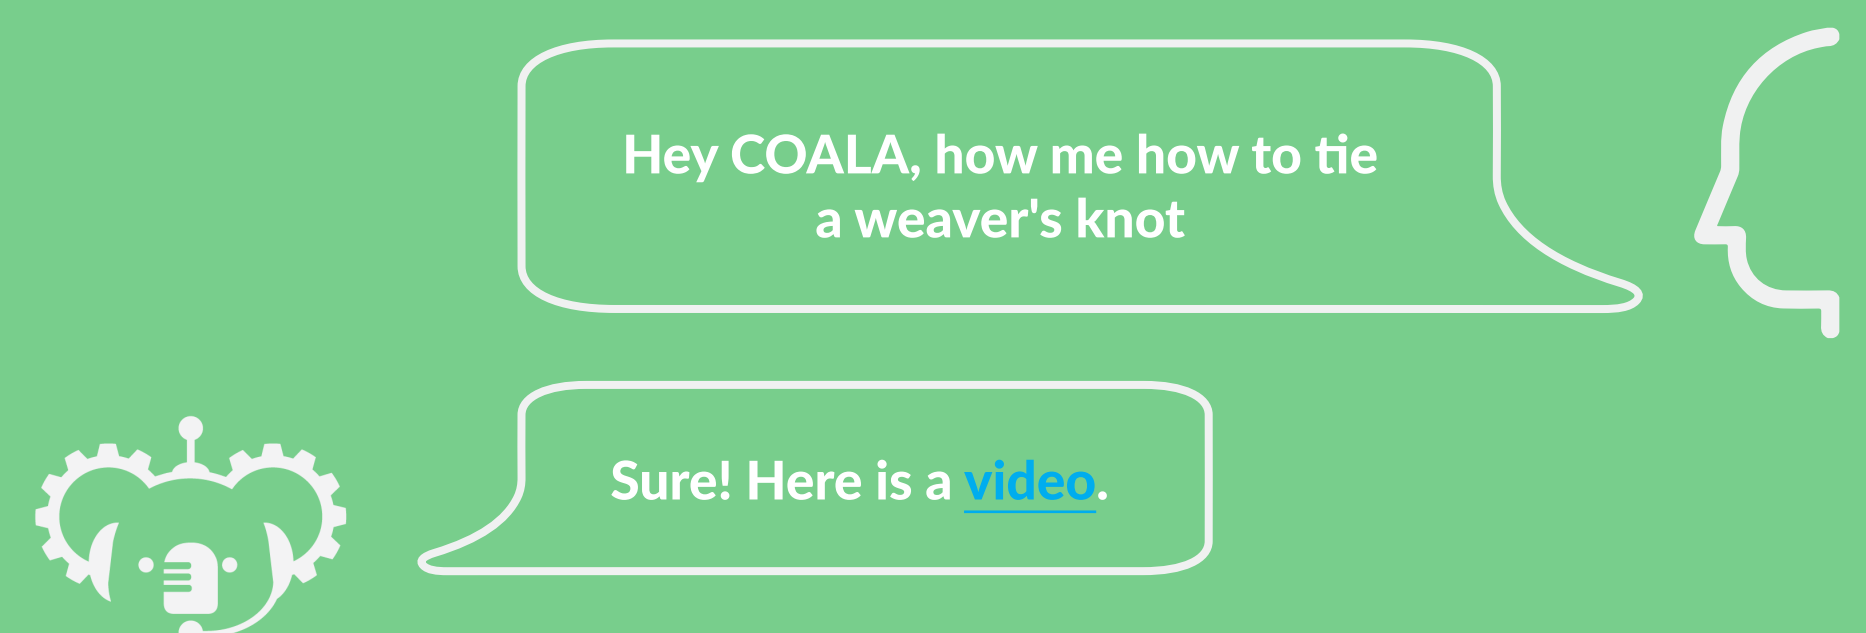 Hey COALA, how me how to tie
a weaver's knot
Sure! Here is a video.